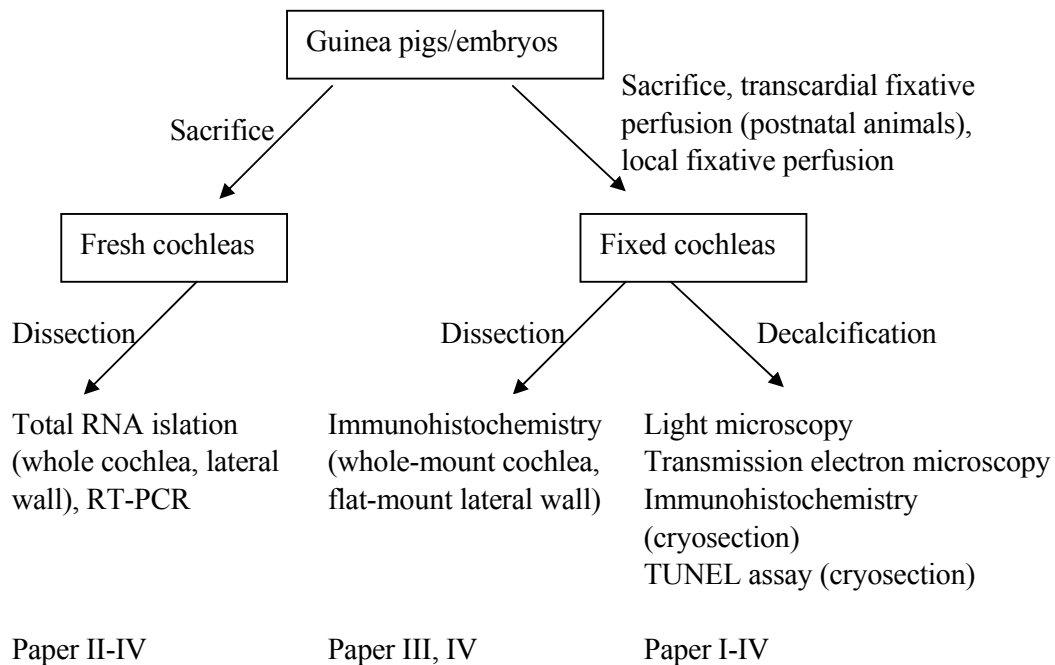 Guinea pigs/embryos
Sacrifice
Sacrifice, transcardial fixative
perfusion (postnatal animals),
local fixative perfusion
Fresh cochleas
Fixed cochleas
Dissection
Dissection
Decalcification
Total RNA islation
(whole cochlea, lateral
wall), RT-PCR
Immunohistochemistry
(whole-mount cochlea,
flat-mount lateral wall)
Light microscopy
Transmission electron microscopy
Immunohistochemistry
(cryosection)
TUNEL assay (cryosection)
Paper II-IV
Paper III, IV
Paper I-IV